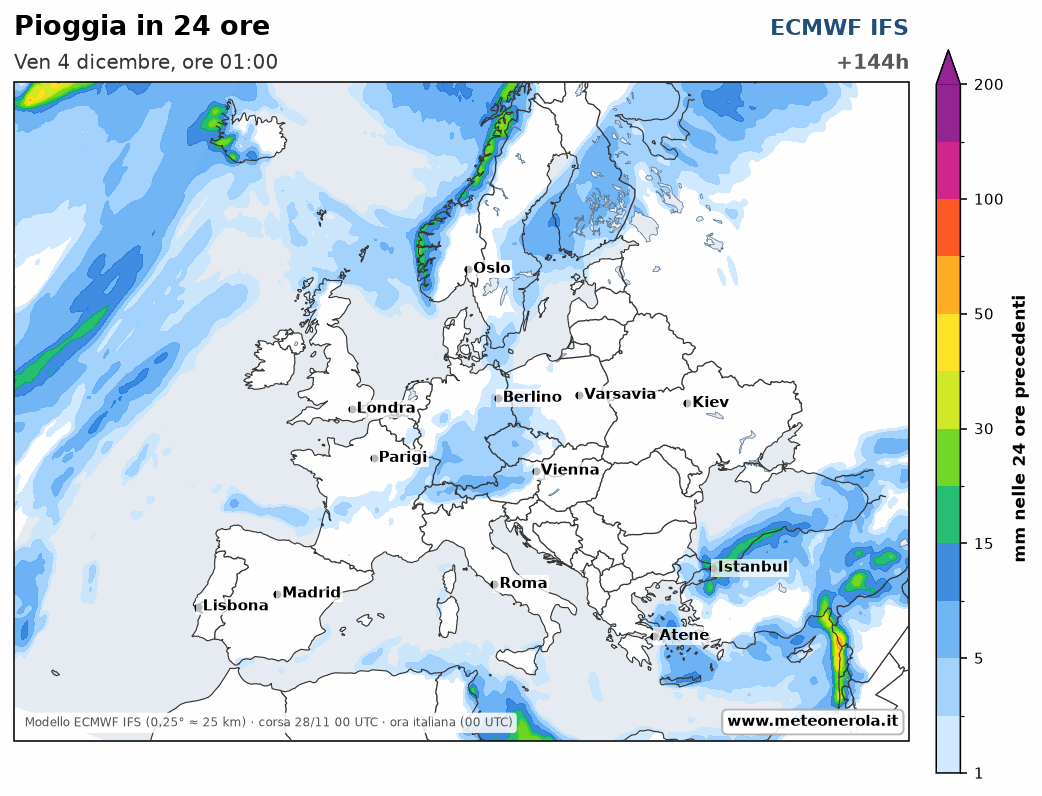 Pioggia in 24 ore
ECMWF IFS
Ven 4 dicembre, ore 01:00
+144h
200
100
50
30
15
5
1
mm nelle 24 ore precedenti
Oslo
Berlino
Varsavia
Kiev
Londra
Parigi
Vienna
Istanbul
Roma
Madrid
Lisbona
Atene
Modello ECMWF IFS (0,25° ≈ 25 km) · corsa 28/11 00 UTC · ora italiana (00 UTC)
www.meteonerola.it